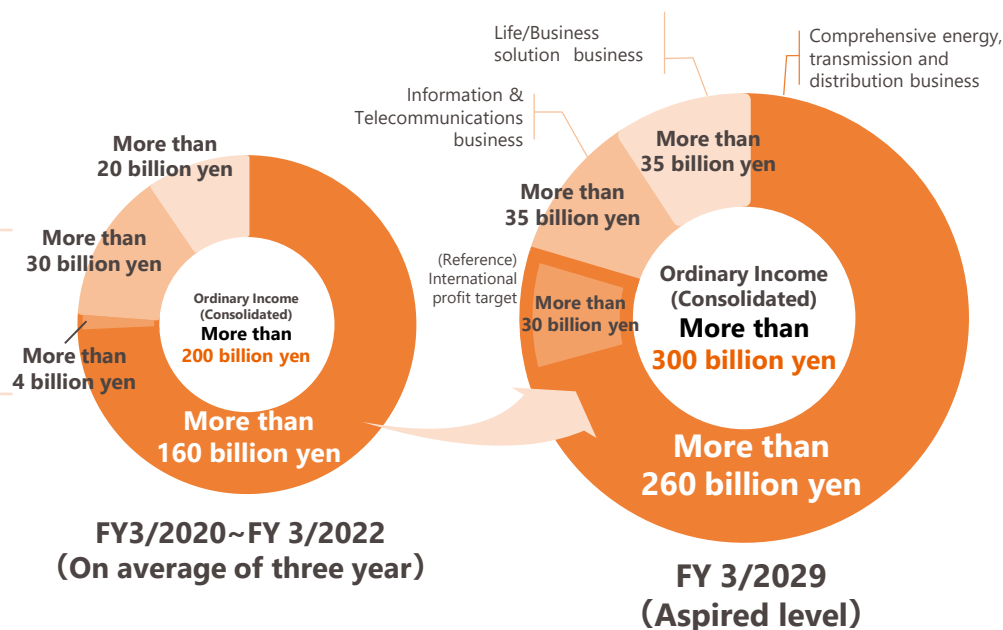 More than
20 billion yen
More than
30 billion yen
More than
4 billion yen
Ordinary Income
(Consolidated)
More than
200 billion yen
More than
160 billion yen
FY3/2020~FY 3/2022
(On average of three year)
Life/Business
solution business
Information &
Telecommunications
business
Comprehensive energy,
transmission and
distribution business
More than
35 billion yen
More than
35 billion yen
(Reference)
International
profit target
More than
30 billion yen
Ordinary Income
(Consolidated)
More than
300 billion yen
More than
260 billion yen
FY 3/2029
(Aspired level)